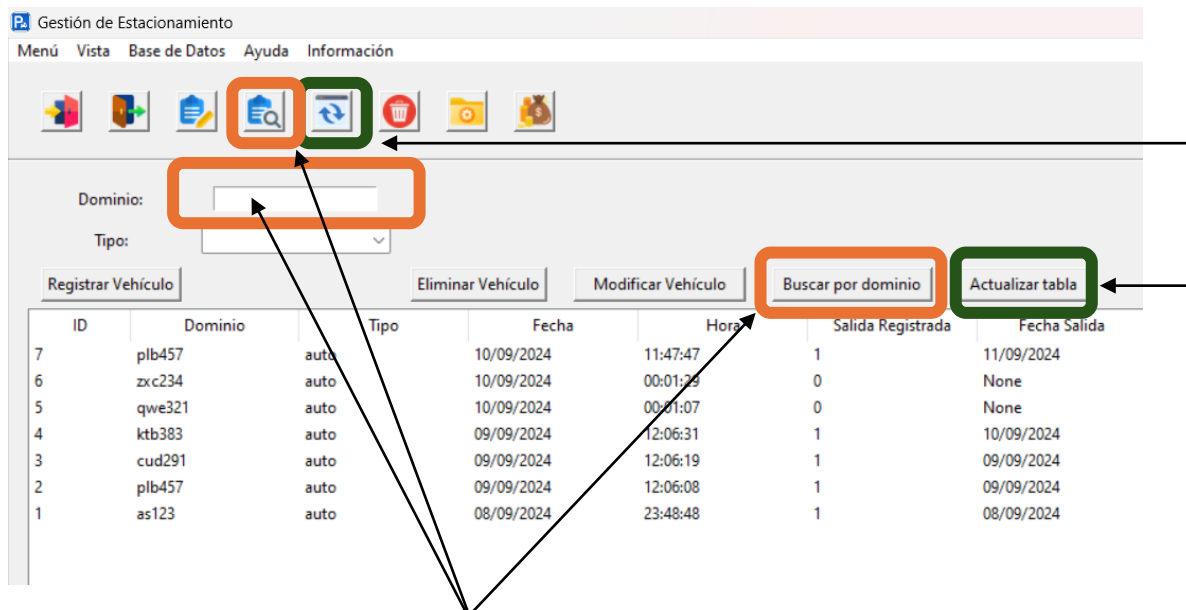 Gestión de Estacionamiento
Menú Vista Base de Datos Ayuda Información
Dominio:
Tipo:
Registrar Vehículo Eliminar Vehículo Modificar Vehículo Buscar por dominio Actualizar tabla
ID Dominio Tipo Fecha Hora Salida Registrada Fecha Salida
7 plb457 auto 10/09/2024 11:47:47 1 11/09/2024
6 zxc234 auto 10/09/2024 00:01:29 0 None
5 qwe321 auto 10/09/2024 00:01:07 0 None
4 ktb383 auto 09/09/2024 12:06:31 1 10/09/2024
3 cud291 auto 09/09/2024 12:06:19 1 09/09/2024
2 plb457 auto 09/09/2024 12:06:08 1 09/09/2024
1 as123 auto 08/09/2024 23:48:48 1 08/09/2024